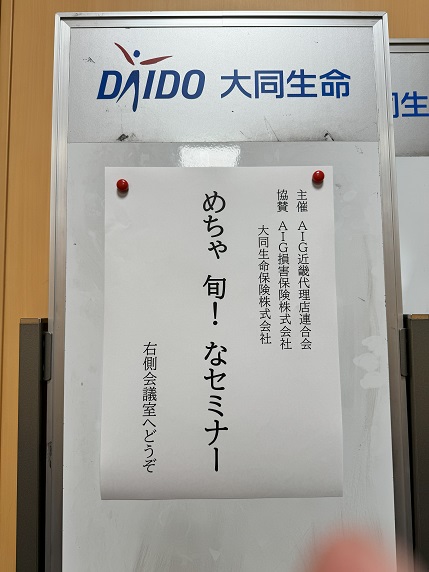 DAIDO 大同生命
同生
主催 AIG近畿代理店連合会
協賛 AIG損害保険株式会社
大同生命保険株式会社
めちゃ 旬！ なセミナー
右側会議室へどうぞ